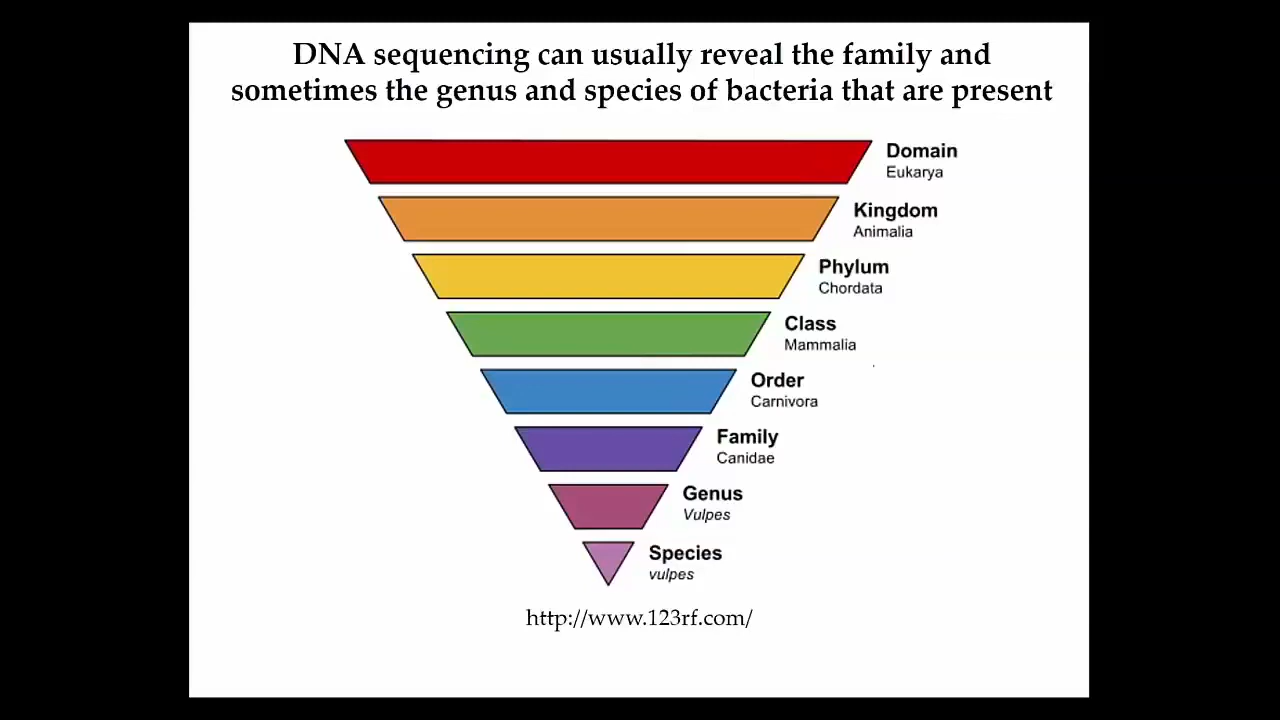 DNA sequencing can usually reveal the family and
sometimes the genus and species of bacteria that are present
Domain
Eukarya
Kingdom
Animalia
Phylum
Chordata
Class
Mammalia
Order
Carnivora
Family
Canidae
Genus
Vulpes
Species
vulpes
http://www.123rf.com/